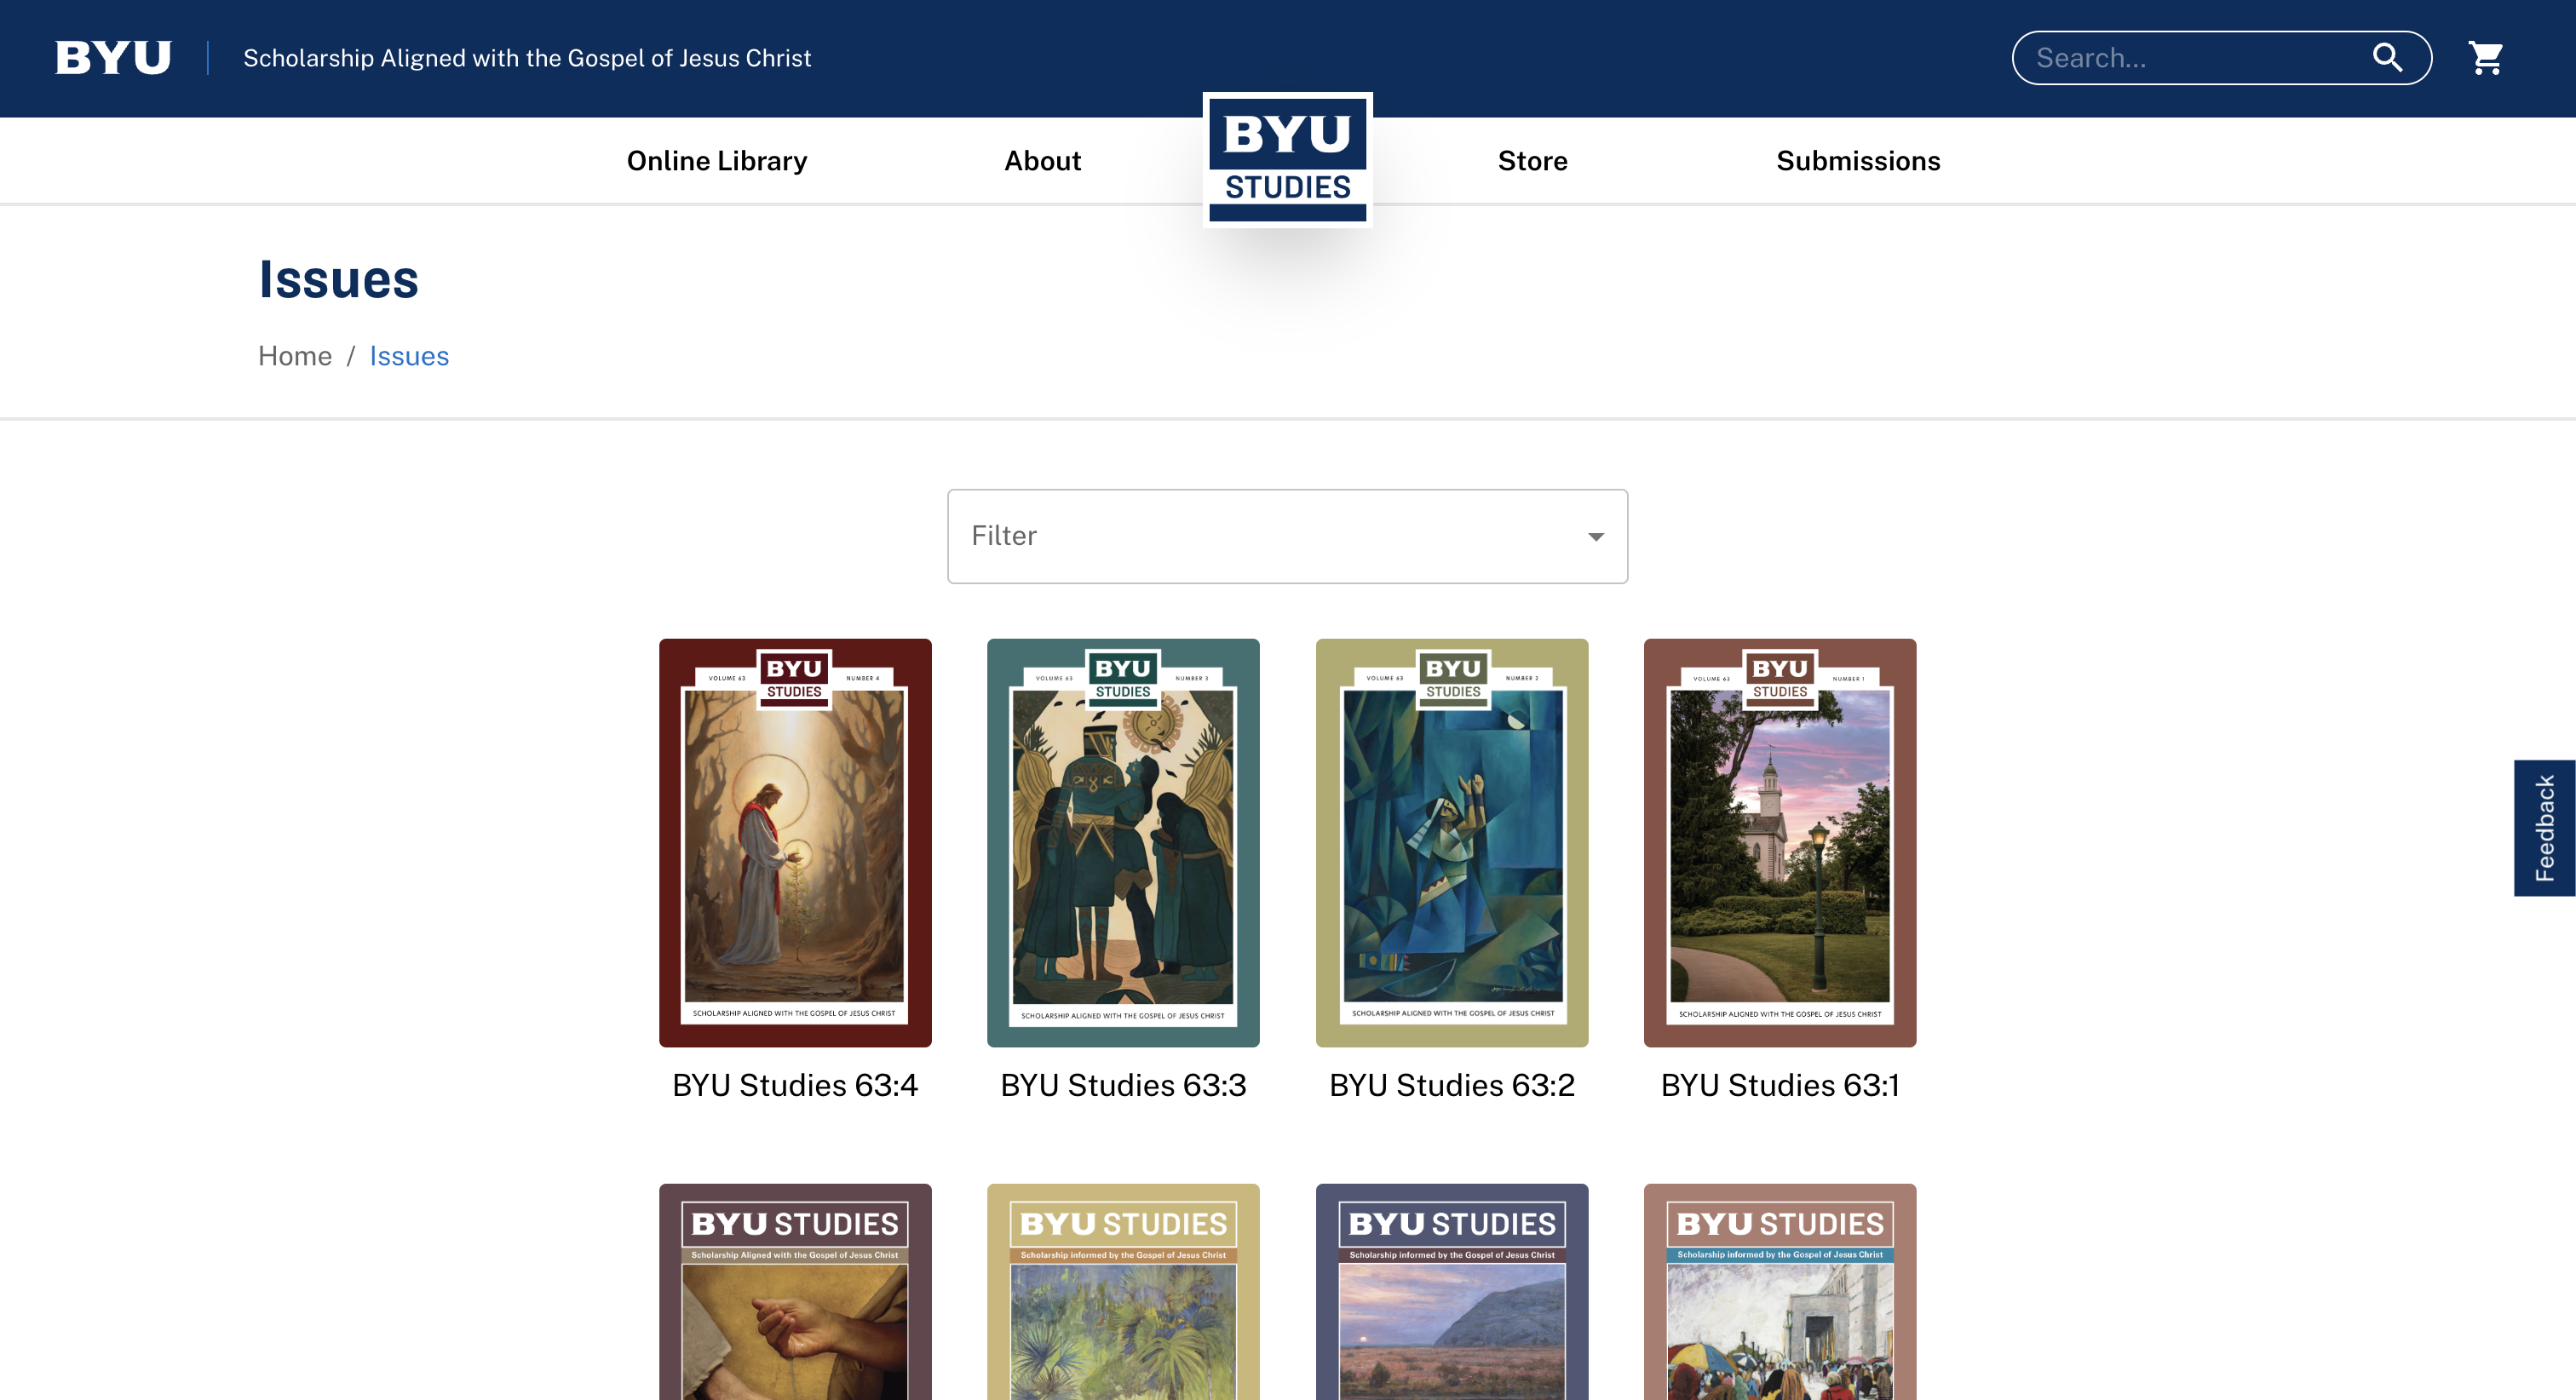 BYU
Scholarship Aligned with the Gospel of Jesus Christ
Search...
Online Library
About
BYU
STUDIES
Store
Submissions
Issues
Home / Issues
Filter
VOLUME 63
BYU
STUDIES
NUMBER 4
SCHOLARSHIP ALIGNED WITH THE GOSPEL OF JESUS CHRIST
BYU Studies 63:4
VOLUME 63
BYU
STUDIES
NUMBER 3
SCHOLARSHIP ALIGNED WITH THE GOSPEL OF JESUS CHRIST
BYU Studies 63:3
VOLUME 63
BYU
STUDIES
NUMBER 2
SCHOLARSHIP ALIGNED WITH THE GOSPEL OF JESUS CHRIST
BYU Studies 63:2
VOLUME 63
BYU
STUDIES
NUMBER 1
SCHOLARSHIP ALIGNED WITH THE GOSPEL OF JESUS CHRIST
BYU Studies 63:1
Feedback
BYU STUDIES
Scholarship Aligned with the Gospel of Jesus Christ
BYU STUDIES
Scholarship informed by the Gospel of Jesus Christ
BYU STUDIES
Scholarship informed by the Gospel of Jesus Christ
BYU STUDIES
Scholarship informed by the Gospel of Jesus Christ